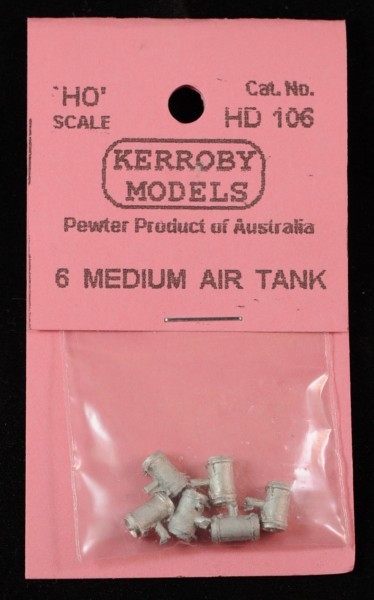 'HO'
SCALE
Cat. No.
HD 106
KERROBY
MODELS
Pewter Product of Australia
6 MEDIUM AIR TANK